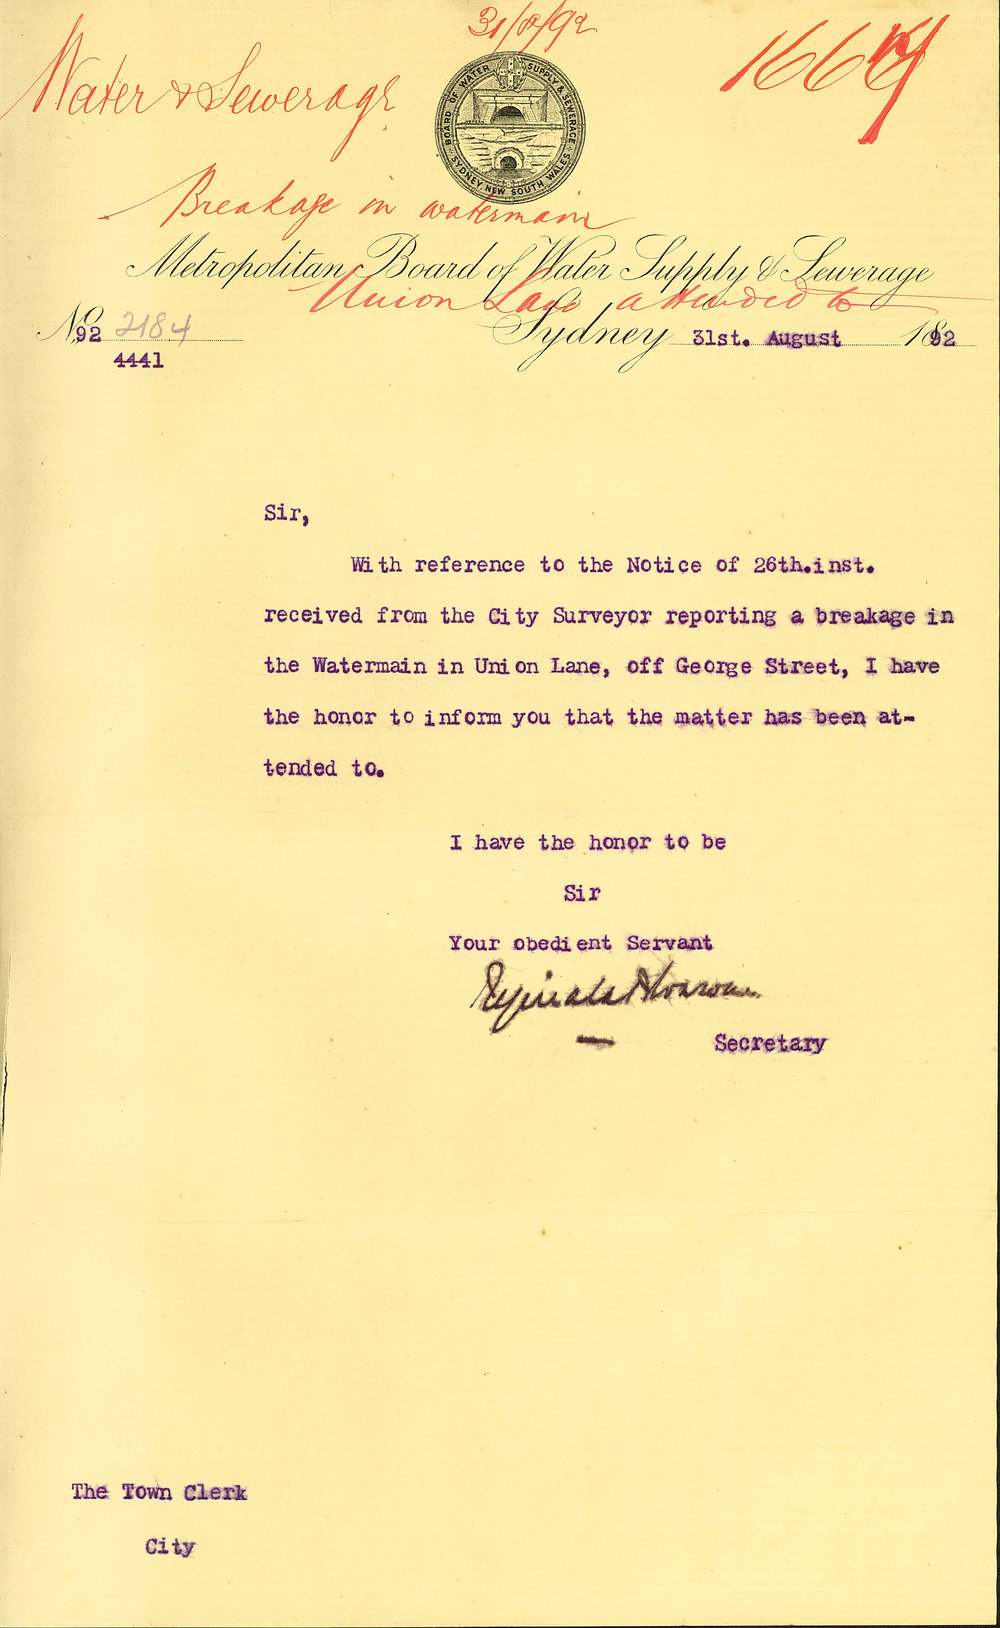 31/8/92
Water & Sewerage
BOARD OF WATER SUPPLY & SEWERAGE
SYDNEY NEW SOUTH WALES
Breakage in watermain
Metropolitan Board of Water Supply & Sewerage
Union Lane attended to
No. 92 2184
4441
Sydney 31st. August 1892
Sir,
With reference to the Notice of 26th.inst.
received from the City Surveyor reporting a breakage in
the Watermain in Union Lane, off George Street, I have
the honor to inform you that the matter has been at-
tended to.
I have the honor to be
Sir
Your obedient Servant
Secretary
The Town Clerk
City